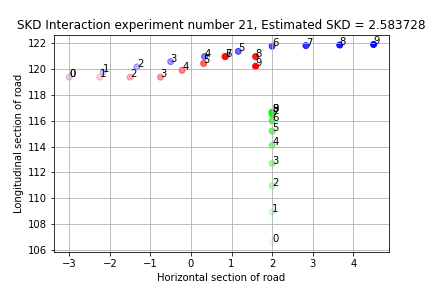 SKD Interaction experiment number 21, Estimated SKD = 2.583728
Longitudinal section of road
122
120
118
116
114
112
110
108
106
0 1 2 3 4 5 6 7 8 9
0 1 2 3 4 5 6 7 8 9
9
6
5
4
3
2
1
0
−3 −2 −1 0 1 2 3 4
Horizontal section of road